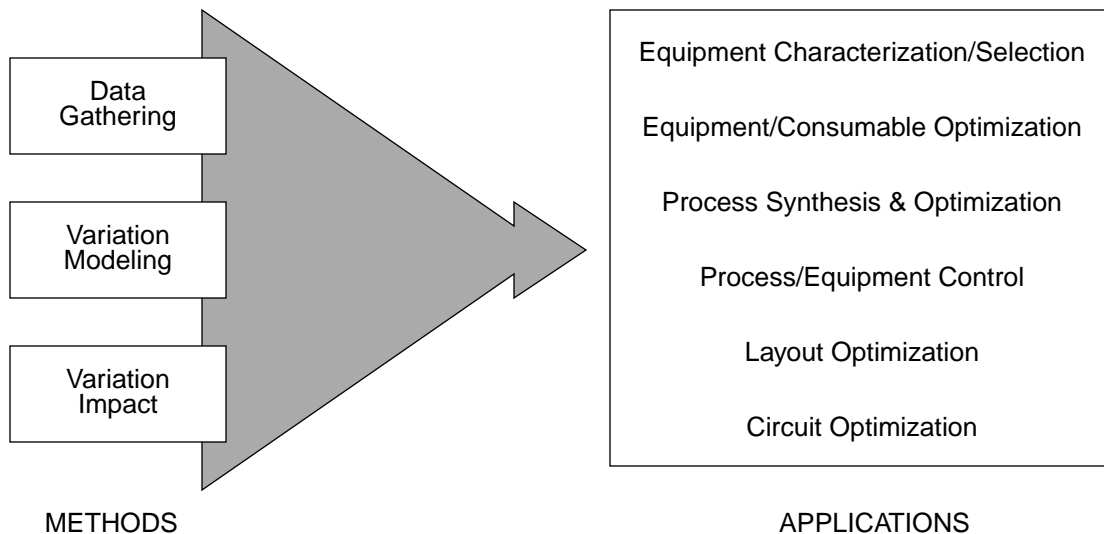 Data
Gathering
Variation
Modeling
Variation
Impact
METHODS
Equipment Characterization/Selection
Equipment/Consumable Optimization
Process Synthesis & Optimization
Process/Equipment Control
Layout Optimization
Circuit Optimization
APPLICATIONS